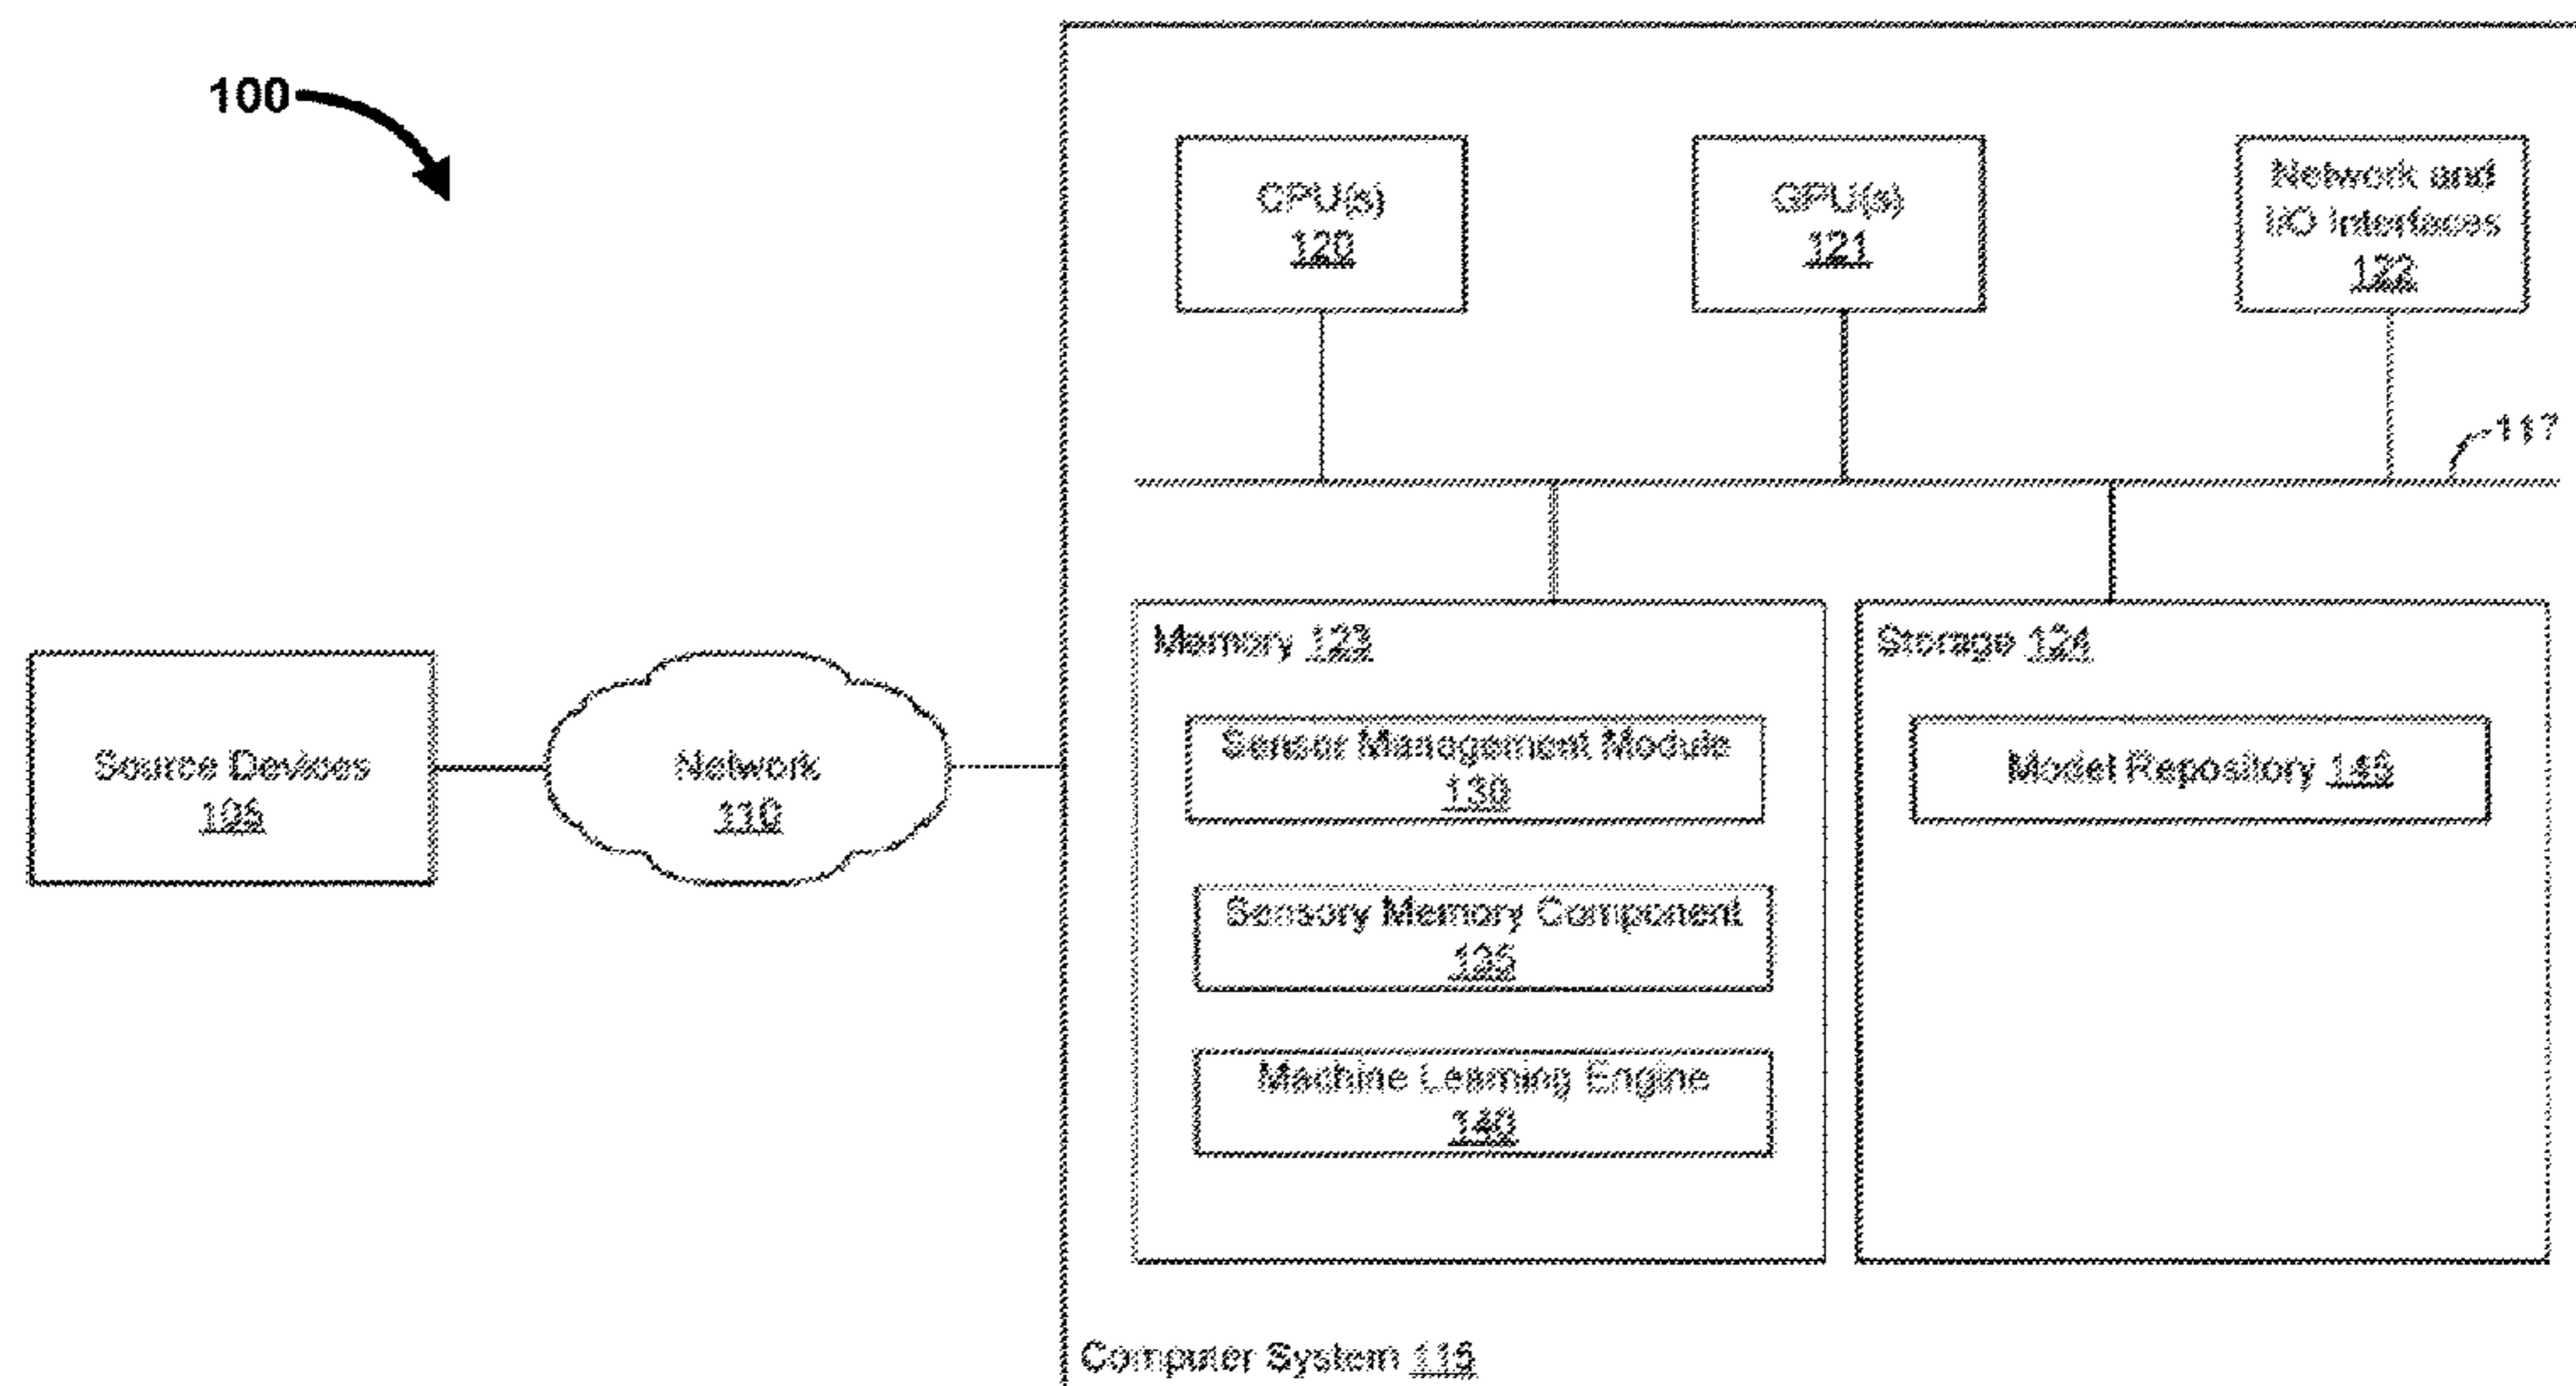 100
CPU(s)
120
GPU(s)
121
Network and
I/O Interfaces
122
117
Memory 123
Storage 124
Source Devices
105
Network
110
Sensor Management Module
130
Model Repository 145
Sensory Memory Component
135
Machine Learning Engine
140
Computer System 115